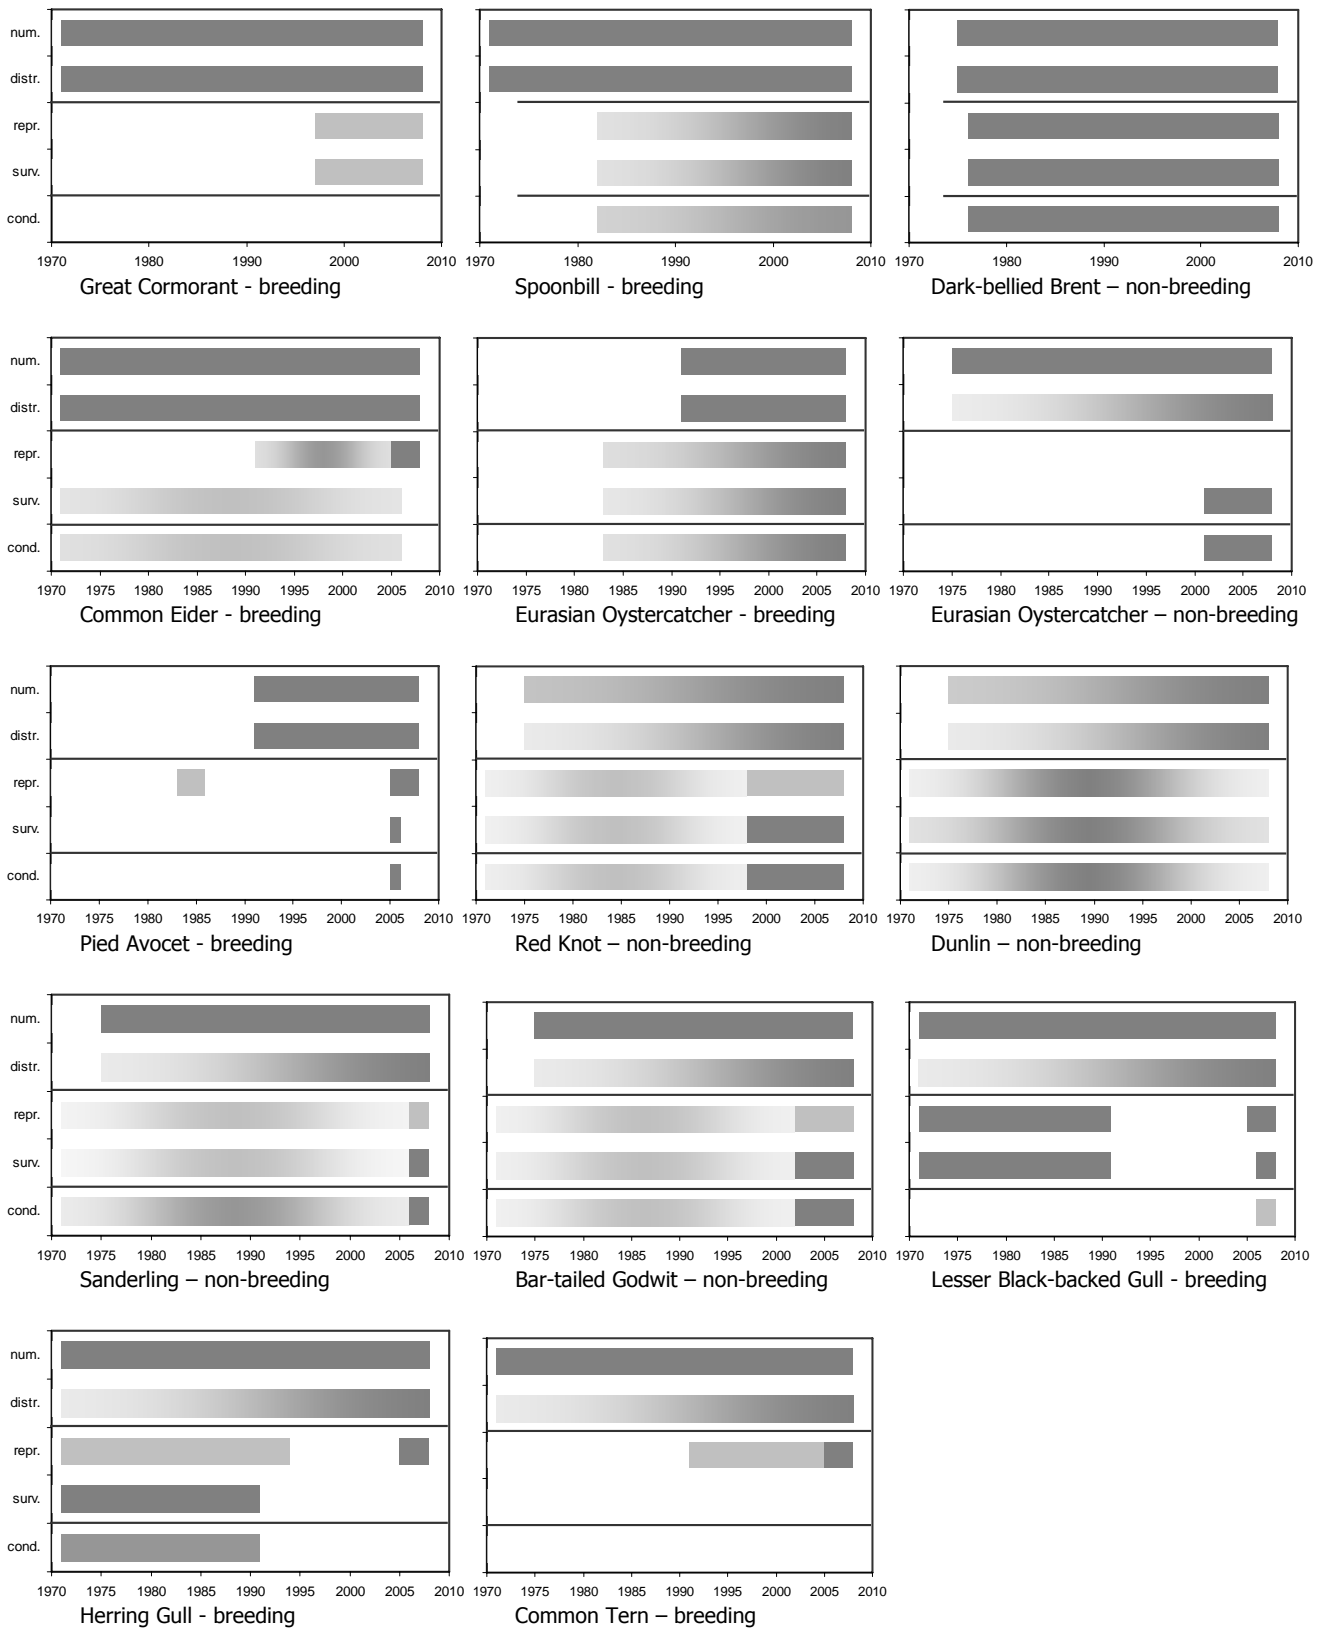 num.
distr.
repr.
surv.
cond.
1970 1980 1990 2000 2010
1970 1980 1990 2000 2010
1970 1980 1990 2000 2010
Great Cormorant - breeding
Spoonbill - breeding
Dark-bellied Brent – non-breeding
num.
distr.
repr.
surv.
cond.
1970 1975 1980 1985 1990 1995 2000 2005 2010
1970 1975 1980 1985 1990 1995 2000 2005 2010
1970 1975 1980 1985 1990 1995 2000 2005 2010
Common Eider - breeding
Eurasian Oystercatcher - breeding
Eurasian Oystercatcher – non-breeding
num.
distr.
repr.
surv.
cond.
1970 1975 1980 1985 1990 1995 2000 2005 2010
1970 1975 1980 1985 1990 1995 2000 2005 2010
1970 1975 1980 1985 1990 1995 2000 2005 2010
Pied Avocet - breeding
Red Knot – non-breeding
Dunlin – non-breeding
num.
distr.
repr.
surv.
cond.
1970 1975 1980 1985 1990 1995 2000 2005 2010
1970 1975 1980 1985 1990 1995 2000 2005 2010
1970 1975 1980 1985 1990 1995 2000 2005 2010
Sanderling – non-breeding
Bar-tailed Godwit – non-breeding
Lesser Black-backed Gull - breeding
num.
distr.
repr.
surv.
cond.
1970 1975 1980 1985 1990 1995 2000 2005 2010
1970 1975 1980 1985 1990 1995 2000 2005 2010
Herring Gull - breeding
Common Tern – breeding